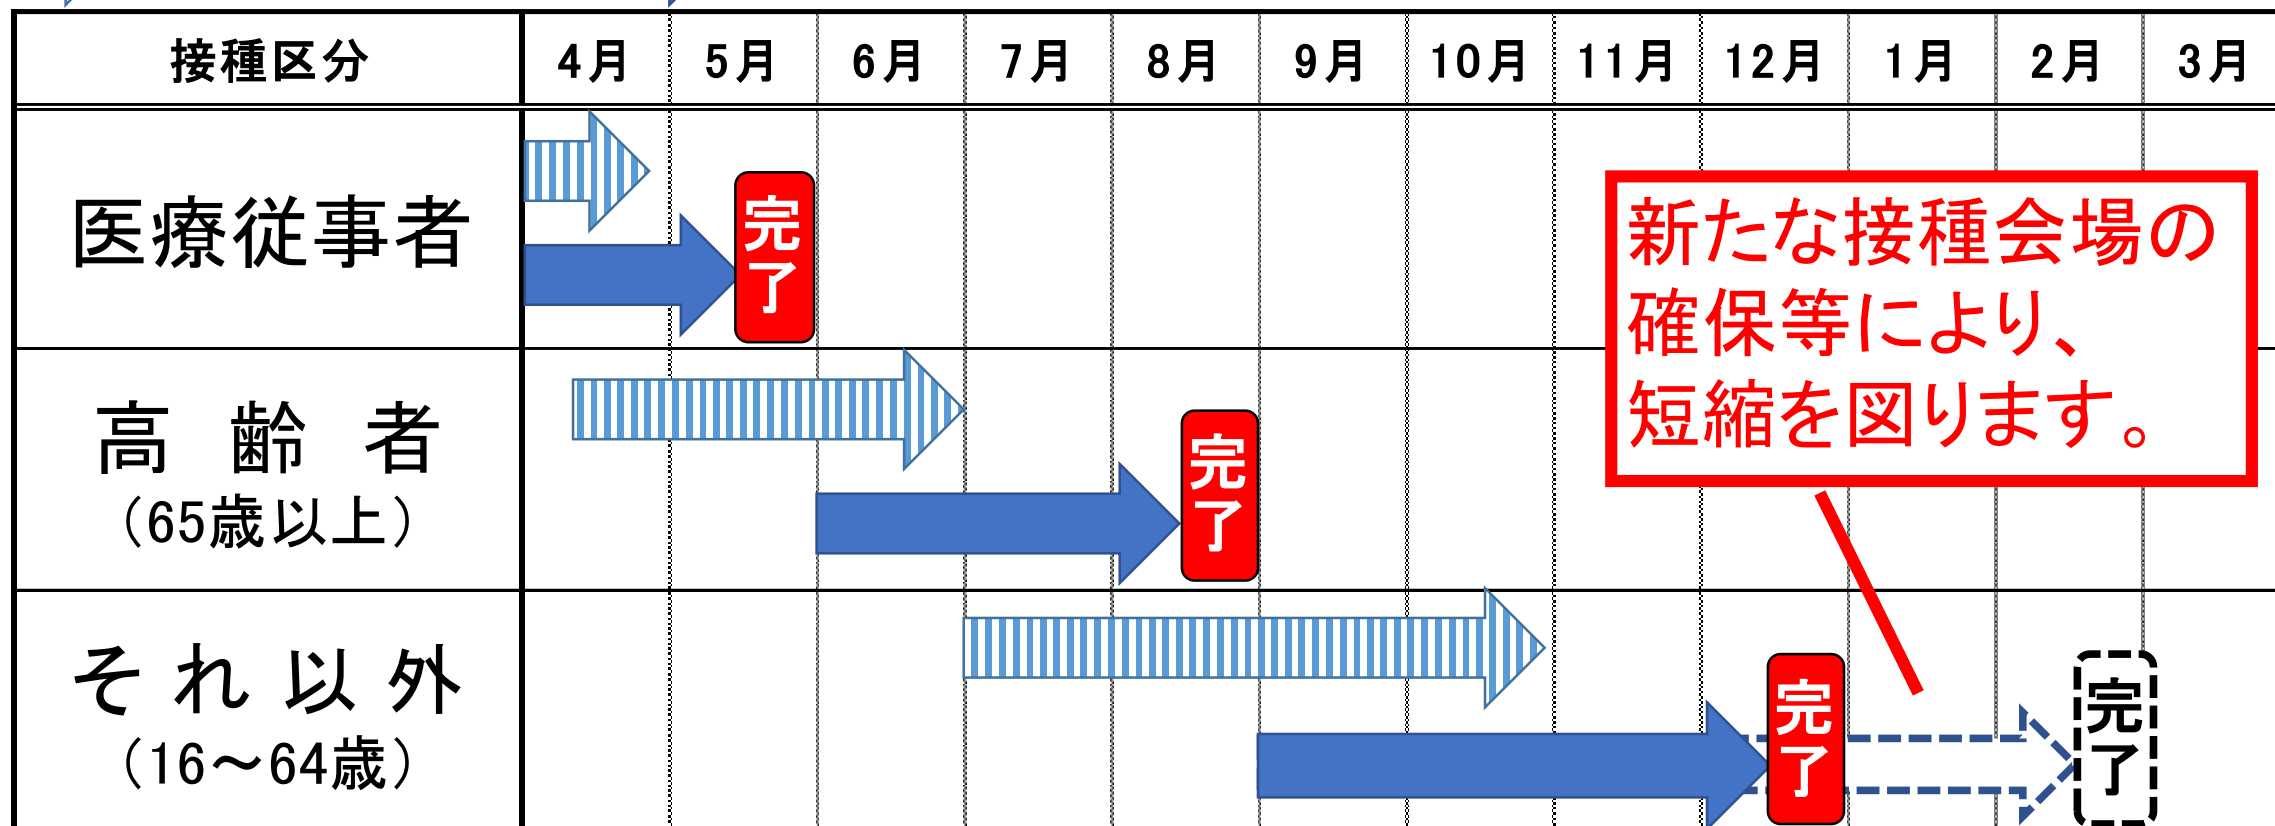 接種区分 4月 5月 6月 7月 8月 9月 10月 11月 12月 1月 2月 3月
医療従事者
完了
新たな接種会場の
確保等により、
短縮を図ります。
高齢者
（65歳以上）
完了
それ以外
（16～64歳）
完了
完了